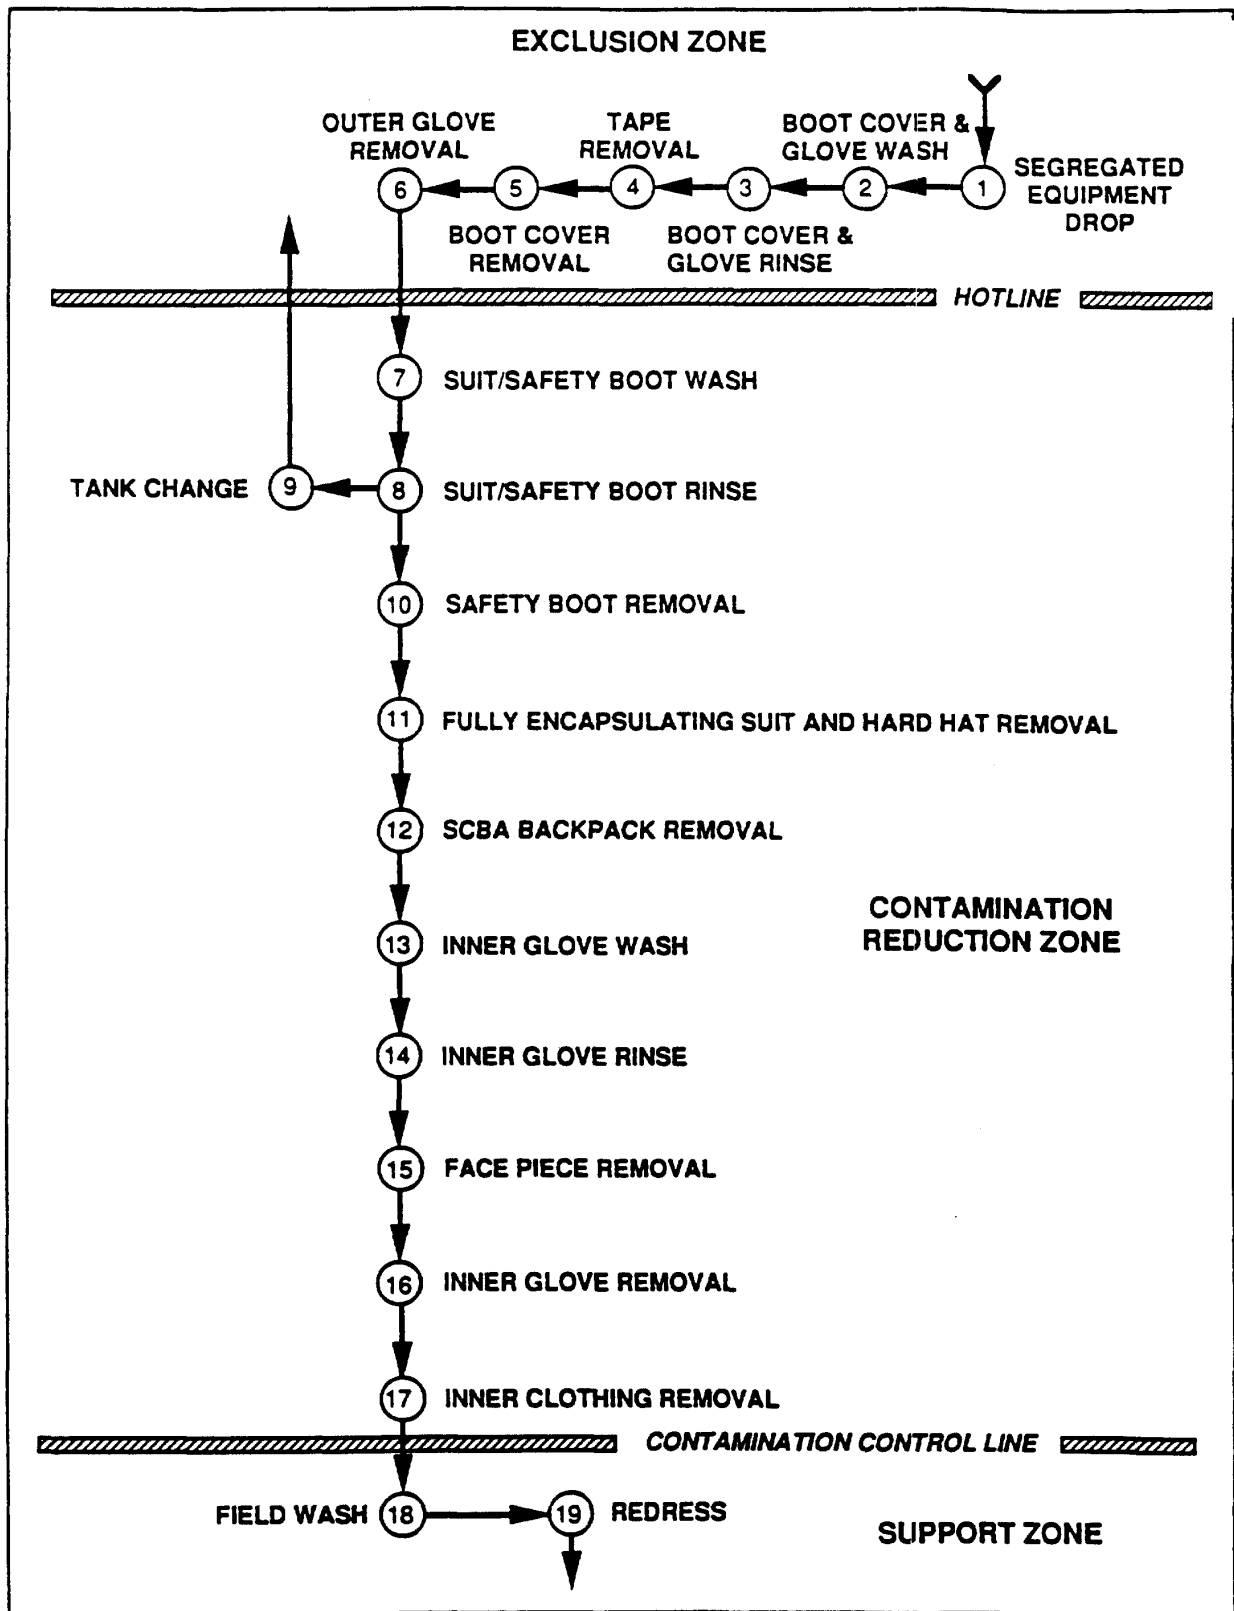 EXCLUSION ZONE
OUTER GLOVE
REMOVAL
TAPE
REMOVAL
BOOT COVER &
GLOVE WASH
6
5
4
3
2
1
SEGREGATED
EQUIPMENT
DROP
BOOT COVER
REMOVAL
BOOT COVER &
GLOVE RINSE
HOTLINE
7 SUIT/SAFETY BOOT WASH
TANK CHANGE 9 8 SUIT/SAFETY BOOT RINSE
10 SAFETY BOOT REMOVAL
11 FULLY ENCAPSULATING SUIT AND HARD HAT REMOVAL
12 SCBA BACKPACK REMOVAL
CONTAMINATION
REDUCTION ZONE
13 INNER GLOVE WASH
14 INNER GLOVE RINSE
15 FACE PIECE REMOVAL
16 INNER GLOVE REMOVAL
17 INNER CLOTHING REMOVAL
CONTAMINATION CONTROL LINE
FIELD WASH 18 19 REDRESS
SUPPORT ZONE